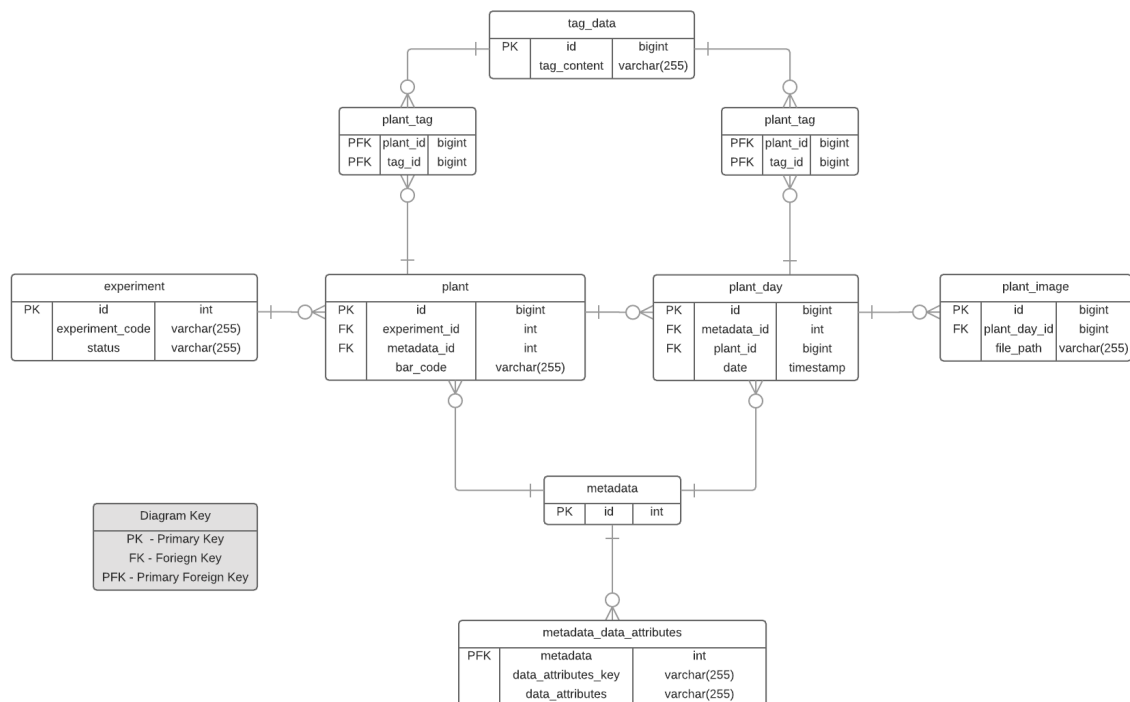 tag_data
PK id bigint
tag_content varchar(255)
plant_tag
PFK plant_id bigint
PFK tag_id bigint
plant_tag
PFK plant_id bigint
PFK tag_id bigint
experiment
PK id int
experiment_code varchar(255)
status varchar(255)
plant
PK id bigint
FK experiment_id int
FK metadata_id int
bar_code varchar(255)
plant_day
PK id bigint
FK metadata_id int
FK plant_id bigint
date timestamp
plant_image
PK id bigint
FK plant_day_id bigint
file_path varchar(255)
metadata
PK id int
Diagram Key
PK - Primary Key
FK - Foriegn Key
PFK - Primary Foreign Key
metadata_data_attributes
PFK metadata int
data_attributes_key varchar(255)
data_attributes varchar(255)